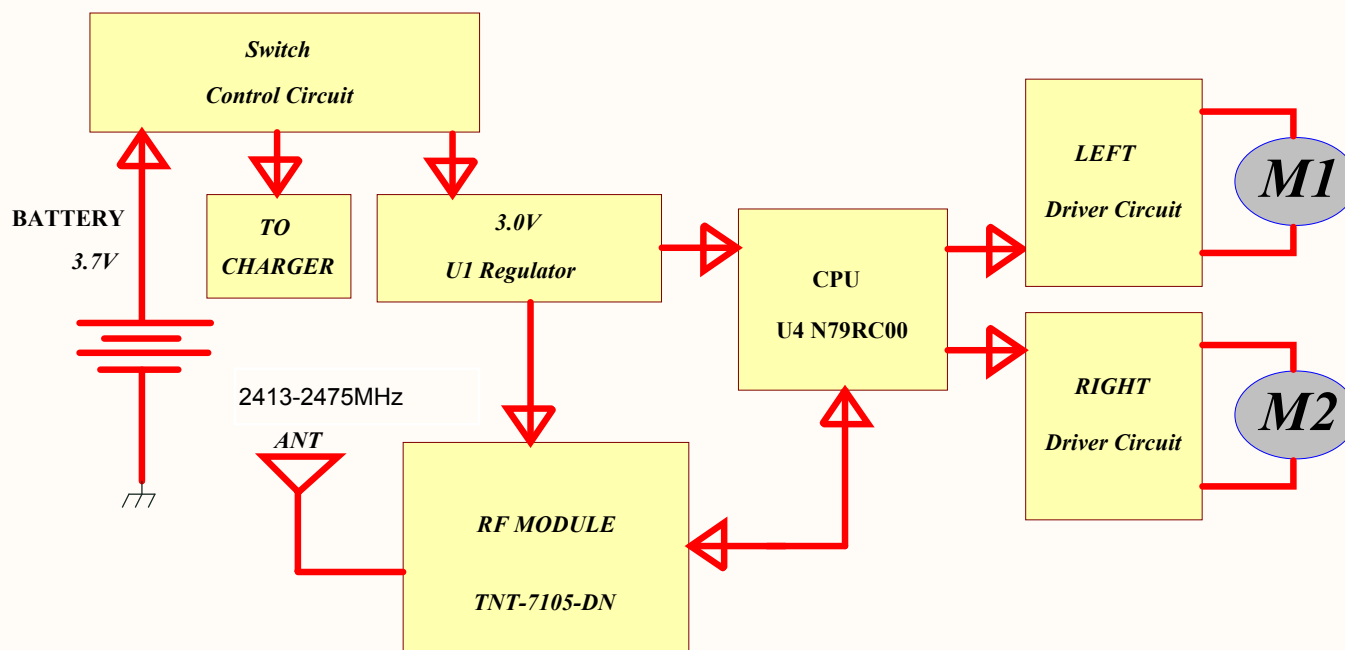 Switch
Control Circuit
BATTERY
3.7V
TO
CHARGER
3.0V
U1 Regulator
CPU
U4 N79RC00
LEFT
Driver Circuit
M1
RIGHT
Driver Circuit
M2
2413-2475MHz
ANT
RF MODULE
TNT-7105-DN